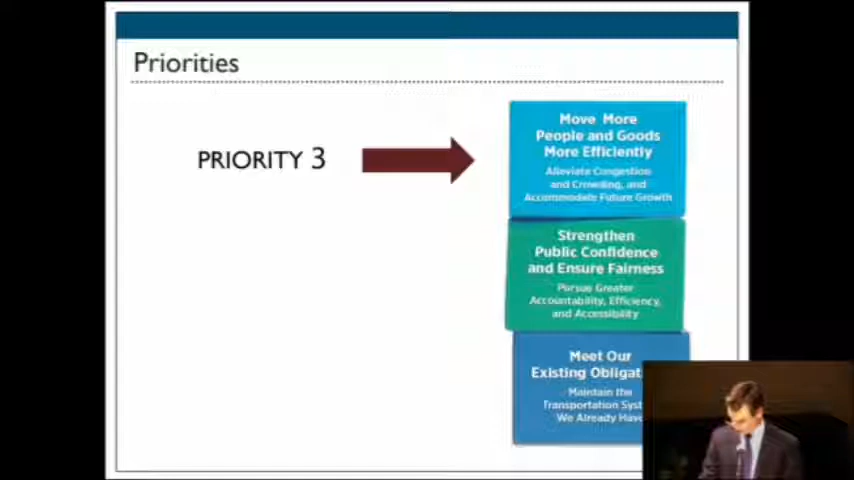 Priorities
PRIORITY 3
Move More
People and Goods
More Efficiently
Alleviate Congestion
and Crowding, and
Accommodate Future Growth
Strengthen
Public Confidence
and Ensure Fairness
Pursue Greater
Accountability, Efficiency,
and Accessibility
Meet Our
Existing
Maintain the
Transportation
We Already Have